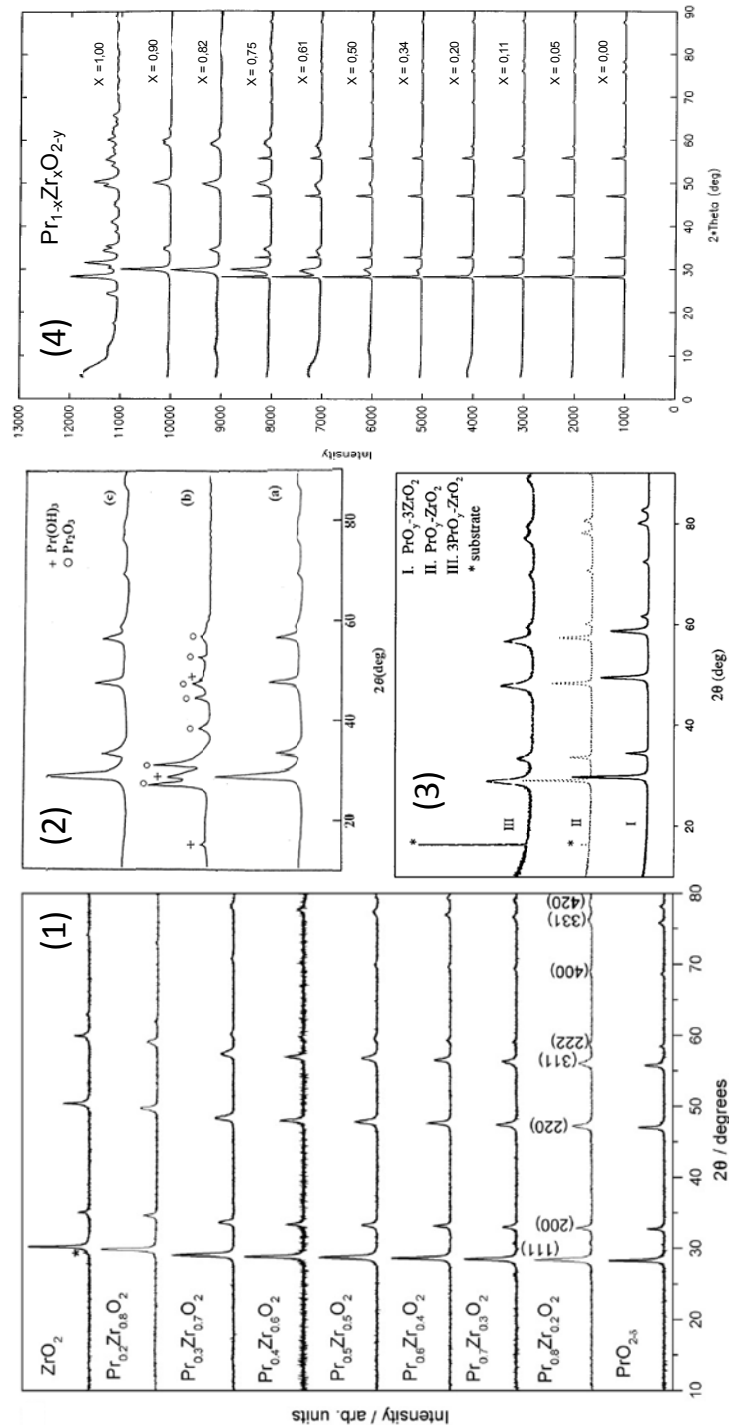 (1)
ZrO₂
*
Pr₀.₂Zr₀.₈O₂
Pr₀.₃Zr₀.₇O₂
Pr₀.₄Zr₀.₆O₂
Pr₀.₅Zr₀.₅O₂
Pr₀.₆Zr₀.₄O₂
Pr₀.₇Zr₀.₃O₂
Pr₀.₈Zr₀.₂O₂
(111)
(200)
(220)
(311)
(222)
(400)
(331)
(420)
PrO₂₋δ
10 20 30 40 50 60 70 80
2θ / degrees
Intensity / arb. units
(2)
+ Pr(OH)₃
○ Pr₂O₃
(c)
(b)
(a)
20 40 60 80
2θ(deg)
(3)
I. PrOy-3ZrO₂
II. PrOy-ZrO₂
III. 3PrOy-ZrO₂
* substrate
*
III
*
II
I
20 40 60 80
2θ (deg)
(4)
Pr₁₋ₓZrₓO₂₋y
X = 1,00
X = 0,90
X = 0,82
X = 0,75
X = 0,61
X = 0,50
X = 0,34
X = 0,20
X = 0,11
X = 0,05
X = 0,00
13000
12000
11000
10000
9000
8000
7000
6000
5000
4000
3000
2000
1000
0
0 10 20 30 40 50 60 70 80 90
2*Theta (deg)
Intensity